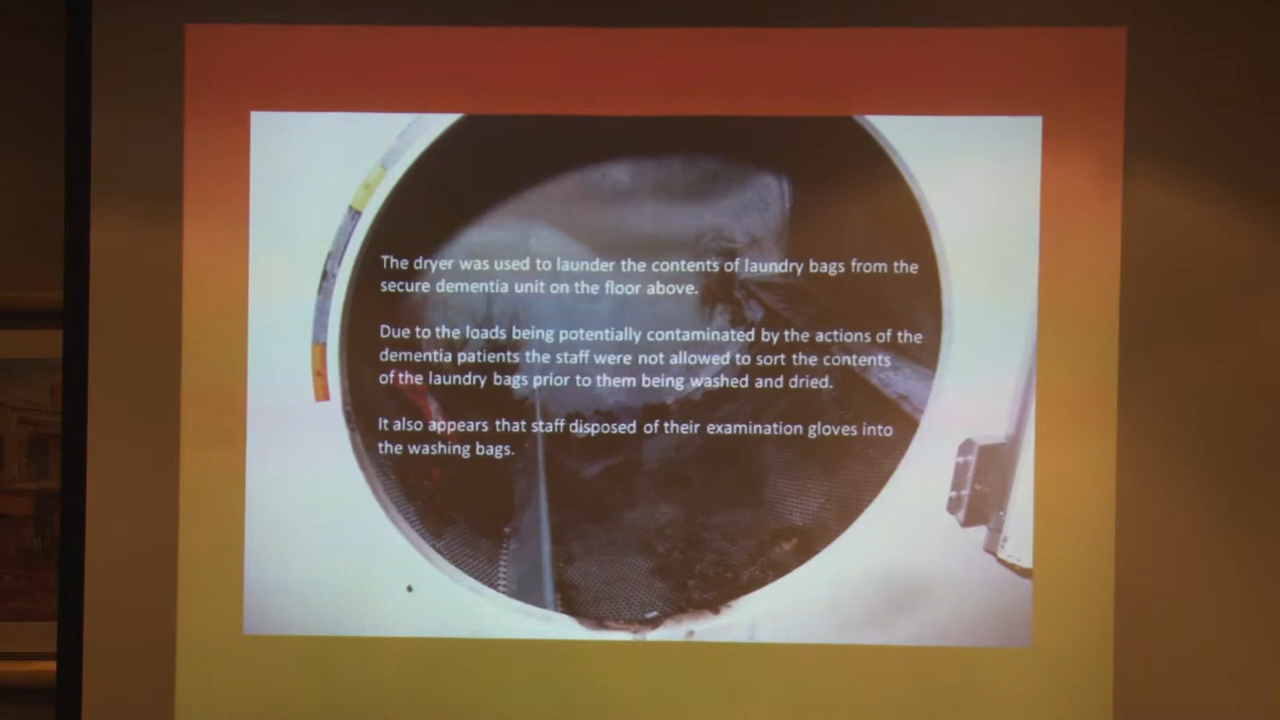 The dryer was used to launder the contents of laundry bags from the
secure dementia unit on the floor above.
Due to the loads being potentially contaminated by the actions of the
dementia patients the staff were not allowed to sort the contents
of the laundry bags prior to them being washed and dried.
It also appears that staff disposed of their examination gloves into
the washing bags.